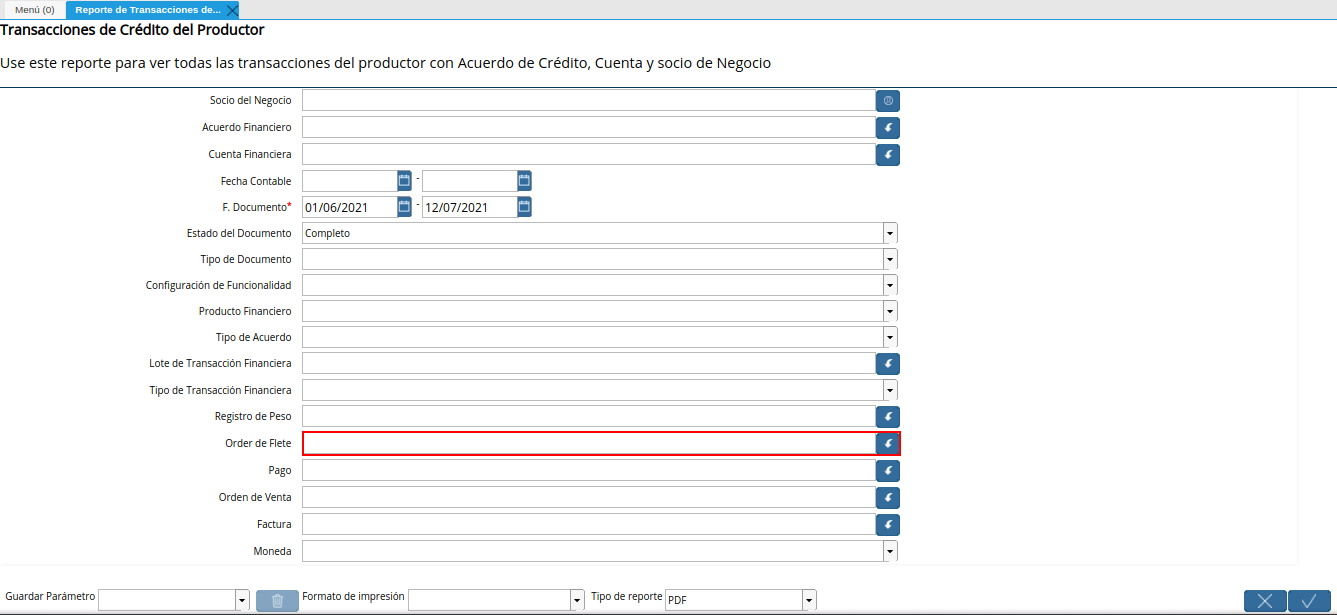 Menú (0) Reporte de Transacciones de...
Transacciones de Crédito del Productor
Use este reporte para ver todas las transacciones del productor con Acuerdo de Crédito, Cuenta y socio de Negocio
Socio del Negocio
Acuerdo Financiero
Cuenta Financiera
Fecha Contable -
F. Documento* 01/06/2021 - 12/07/2021
Estado del Documento Completo
Tipo de Documento
Configuración de Funcionalidad
Producto Financiero
Tipo de Acuerdo
Lote de Transacción Financiera
Tipo de Transacción Financiera
Registro de Peso
Order de Flete
Pago
Orden de Venta
Factura
Moneda
Guardar Parámetro Formato de impresión Tipo de reporte PDF